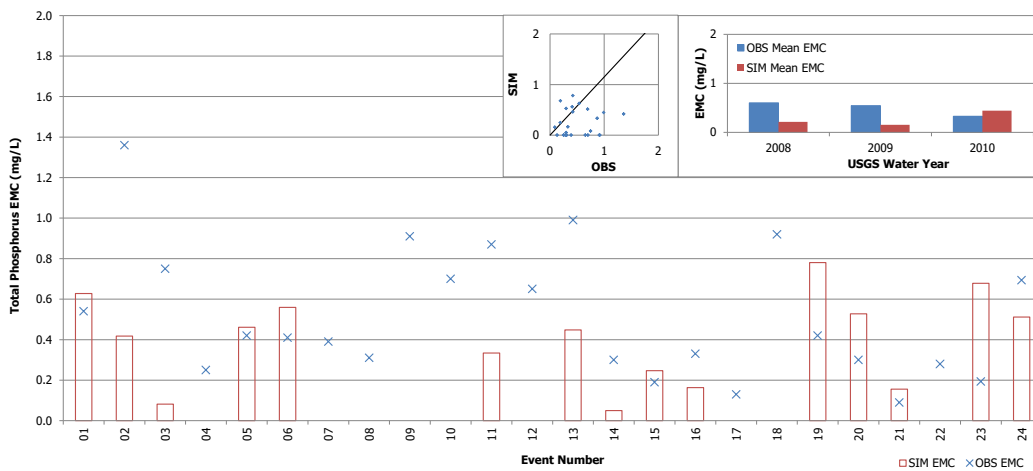 Total Phosphorus EMC (mg/L)
2.0
1.8
1.6
1.4
1.2
1.0
0.8
0.6
0.4
0.2
0.0
01 02 03 04 05 06 07 08 09 10 11 12 13 14 15 16 17 18 19 20 21 22 23 24
Event Number
SIM EMC OBS EMC
SIM
2
1
0
0 1 2
OBS
EMC (mg/L)
2
1
0
OBS Mean EMC
SIM Mean EMC
2008 2009 2010
USGS Water Year